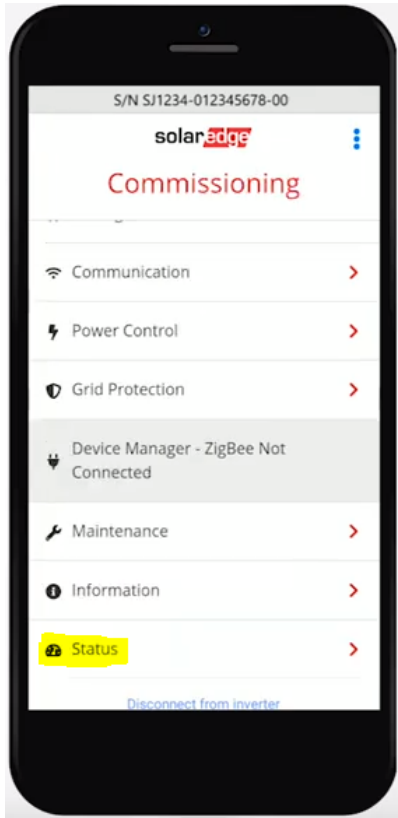 S/N SJ1234-012345678-00
solaredge
Commissioning
Communication
Power Control
Grid Protection
Device Manager - ZigBee Not
Connected
Maintenance
Information
Status
Disconnect from inverter